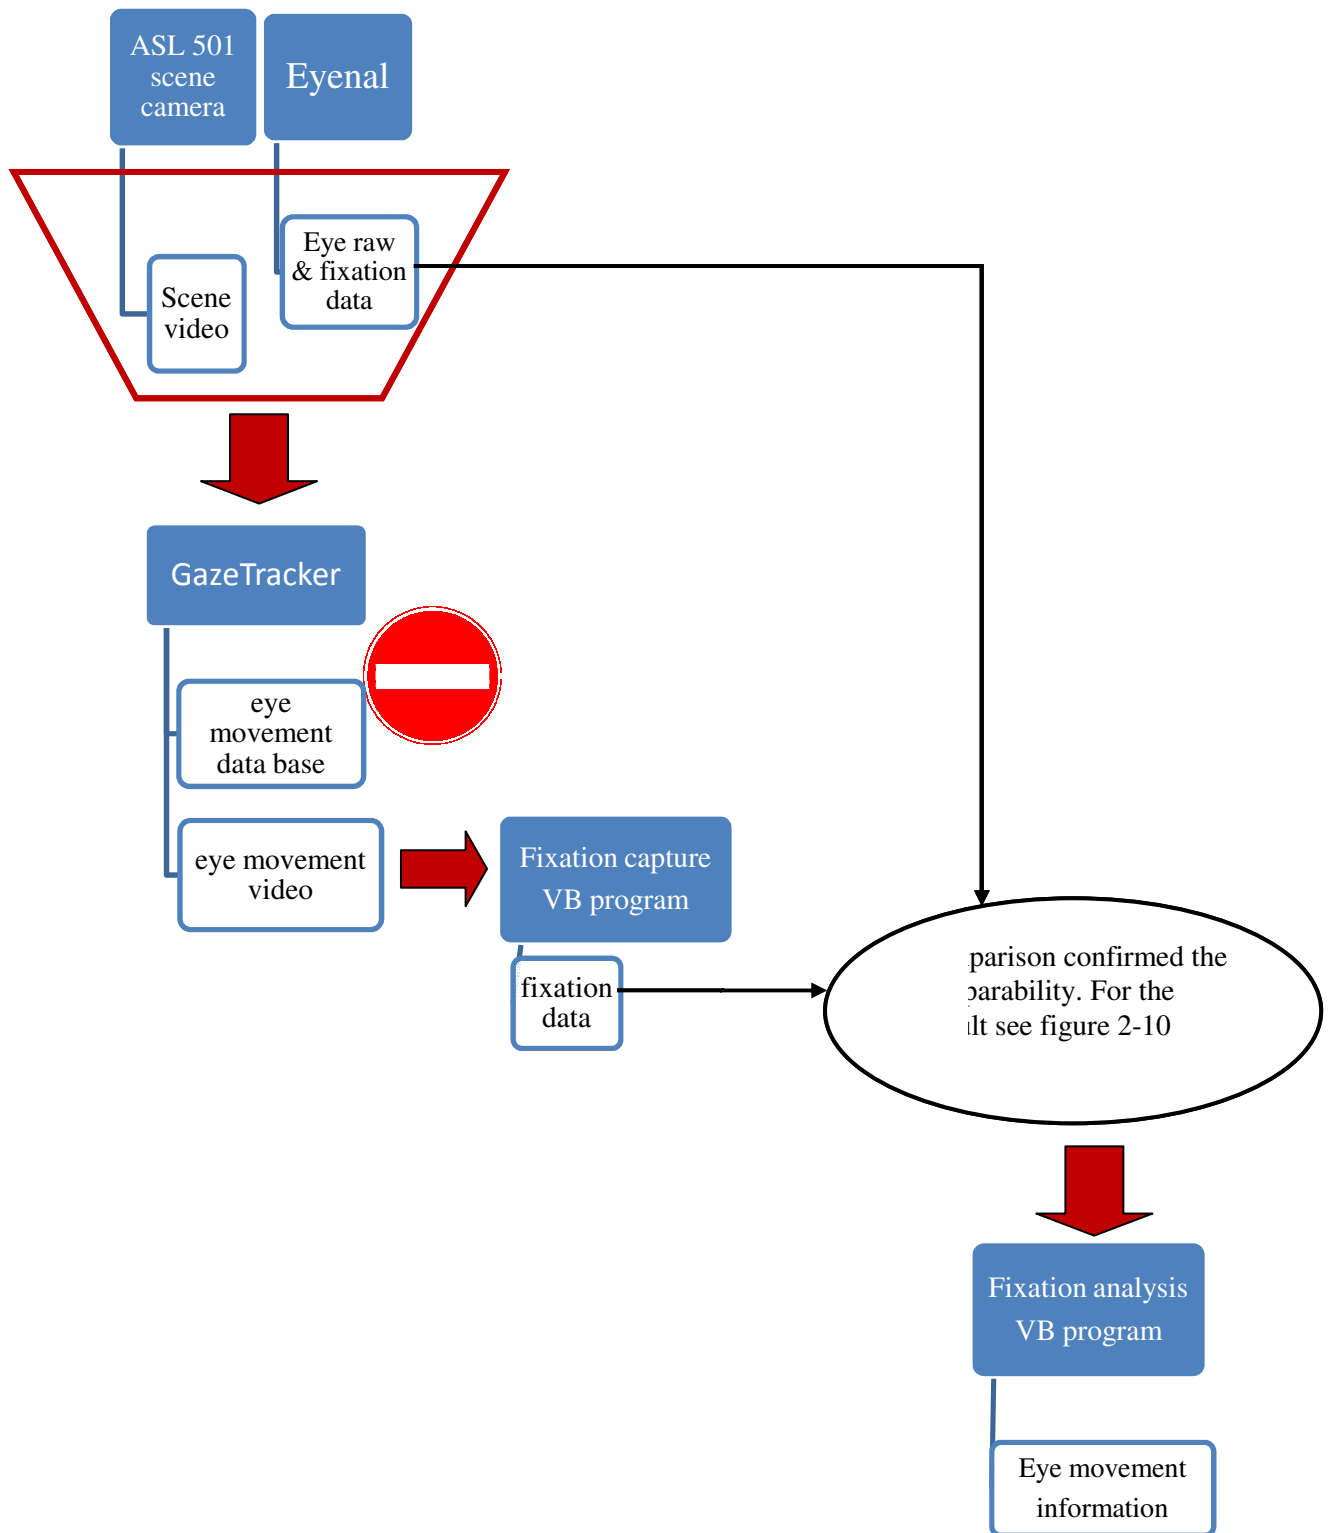 ASL 501
scene
camera
Eyenal
Eye raw
& fixation
data
Scene
video
GazeTracker
eye
movement
data base
eye movement
video
Fixation capture
VB program
fixation
data
parison confirmed the
parability. For the
lt see figure 2-10
Fixation analysis
VB program
Eye movement
information